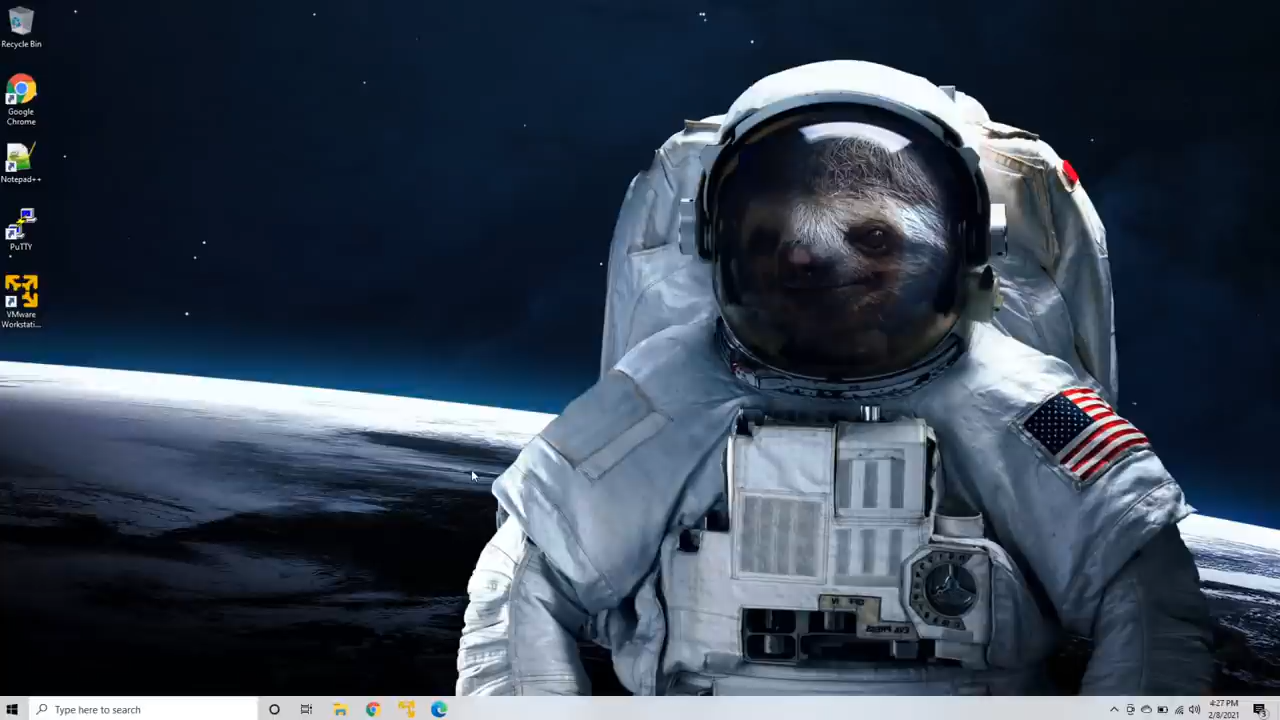 Recycle Bin
Google
Chrome
Notepad++
PuTTY
VMware
Workstati...
Type here to search
4:27 PM
2/8/2021